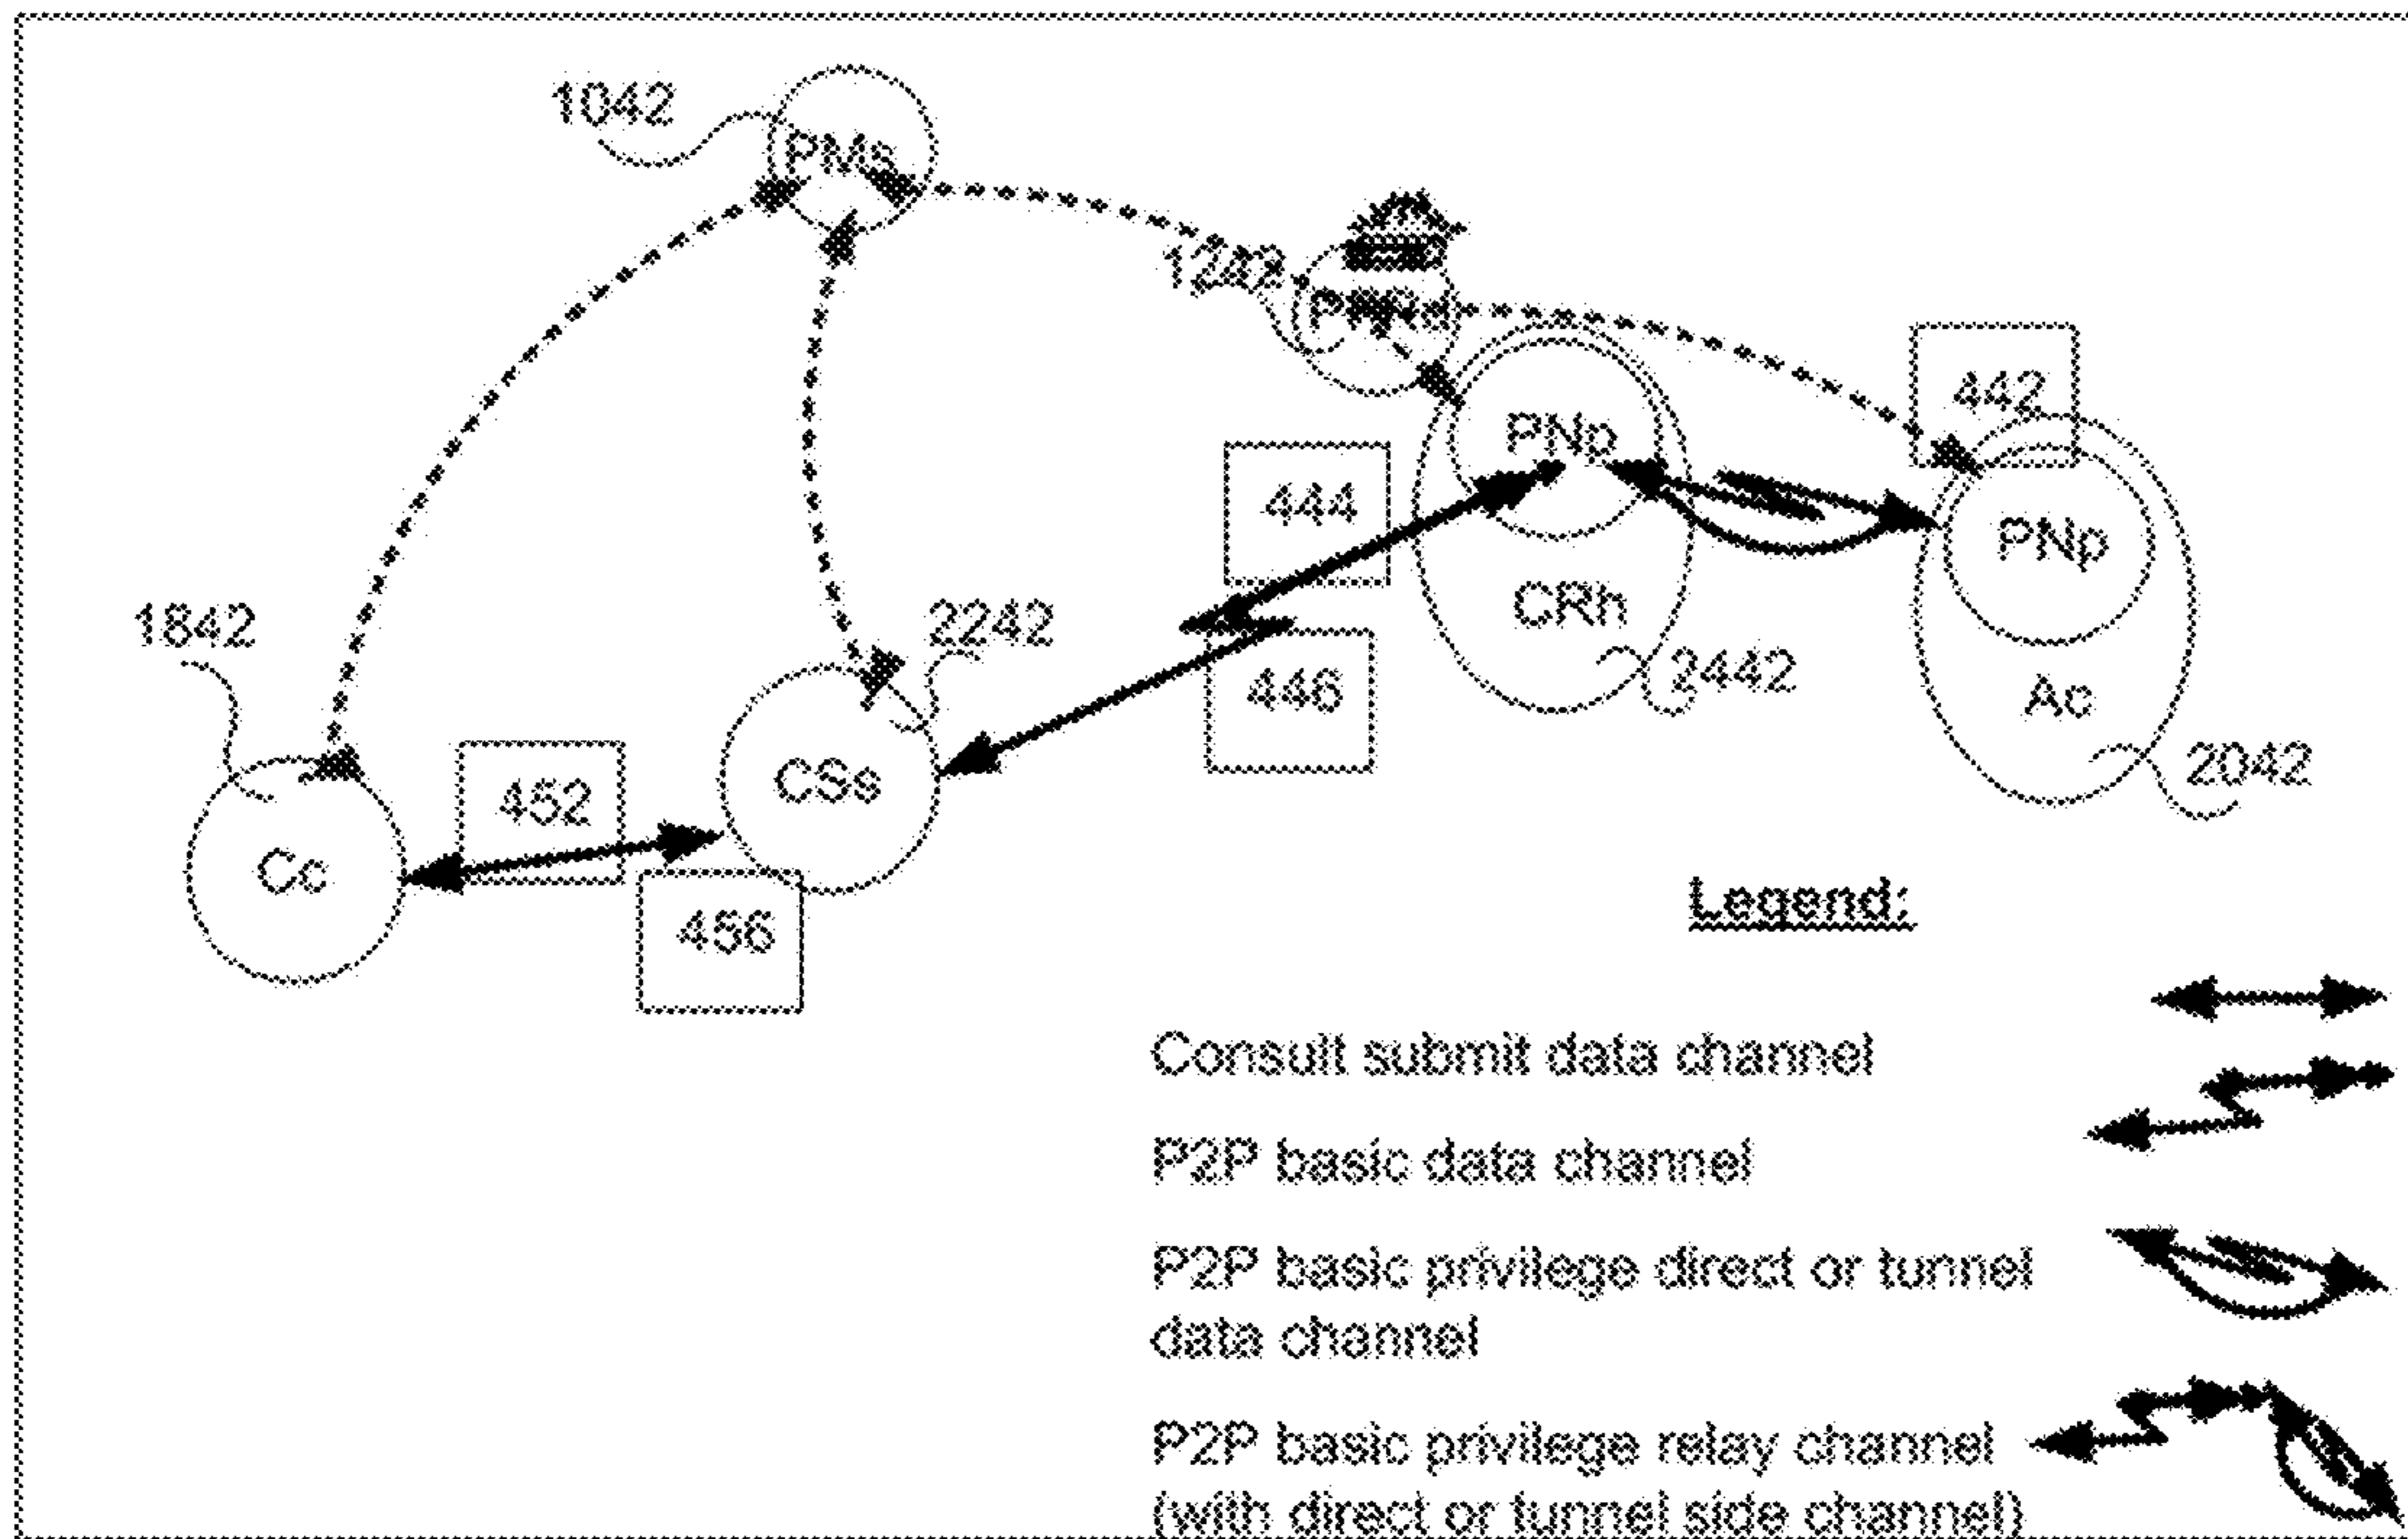 1042
PMs
442
PNp
444
PNp
CRh
1842
2242
446
2442
Ac
2042
CSs
452
Cc
456
Legend:
Consult submit data channel
P2P basic data channel
P2P basic privilege direct or tunnel
data channel
P2P basic privilege relay channel
(with direct or tunnel side channel)